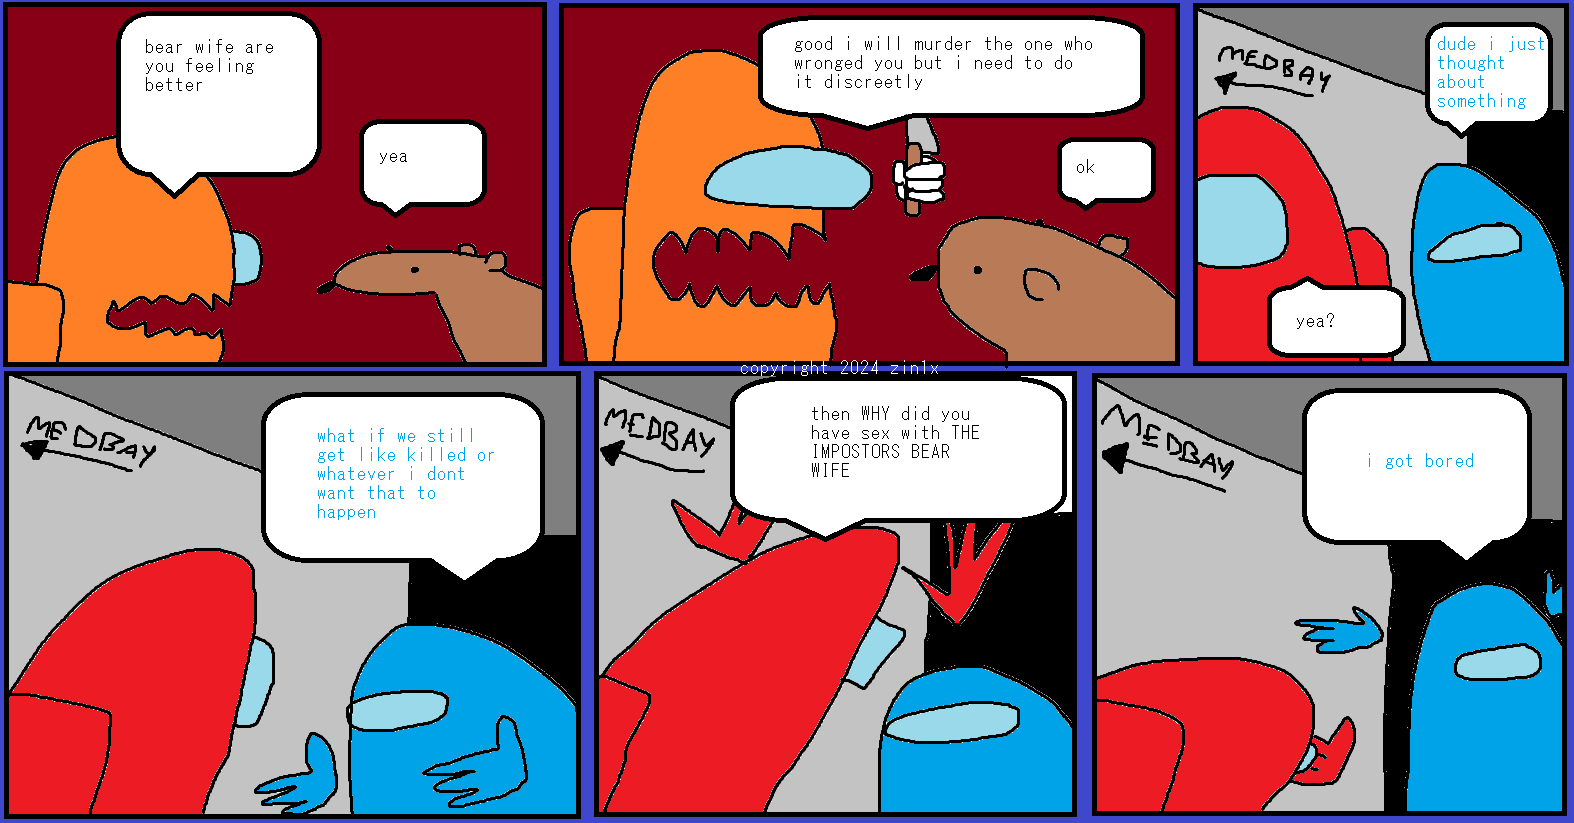 bear wife are
you feeling
better
yea
good i will murder the one who
wronged you but i need to do
it discreetly
ok
MEDBAY
dude i just
thought
about
something
yea?
copyright 2024 zin1x
MEDBAY
what if we still
get like killed or
whatever i dont
want that to
happen
MEDBAY
then WHY did you
have sex with THE
IMPOSTORS BEAR
WIFE
MEDBAY
i got bored